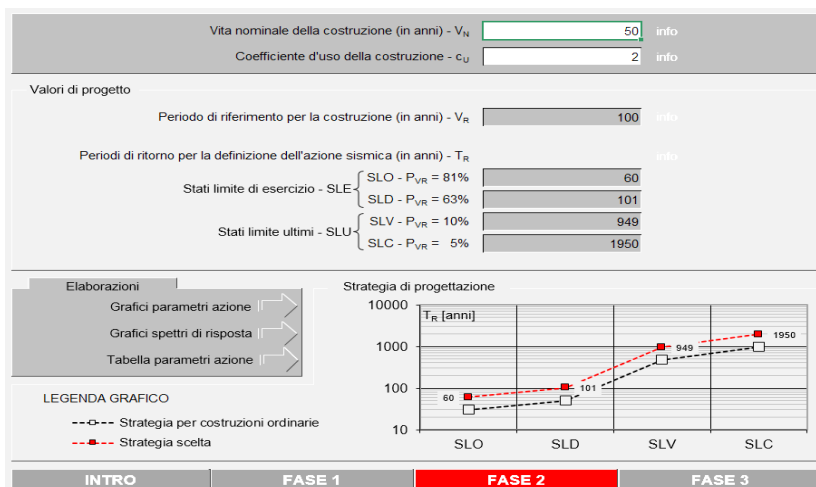 Vita nominale della costruzione (in anni) - VN 50 info
Coefficiente d'uso della costruzione - cU 2 info
Valori di progetto
Periodo di riferimento per la costruzione (in anni) - VR 100 info
Periodi di ritorno per la definizione dell'azione sismica (in anni) - TR info
Stati limite di esercizio - SLE
SLO - PVR = 81% 60
SLD - PVR = 63% 101
Stati limite ultimi - SLU
SLV - PVR = 10% 949
SLC - PVR = 5% 1950
Elaborazioni
Grafici parametri azione
Grafici spettri di risposta
Tabella parametri azione
LEGENDA GRAFICO
Strategia per costruzioni ordinarie
Strategia scelta
Strategia di progettazione
TR [anni]
10000
1000
100
10
60
101
949
1950
SLO SLD SLV SLC
INTRO FASE 1 FASE 2 FASE 3